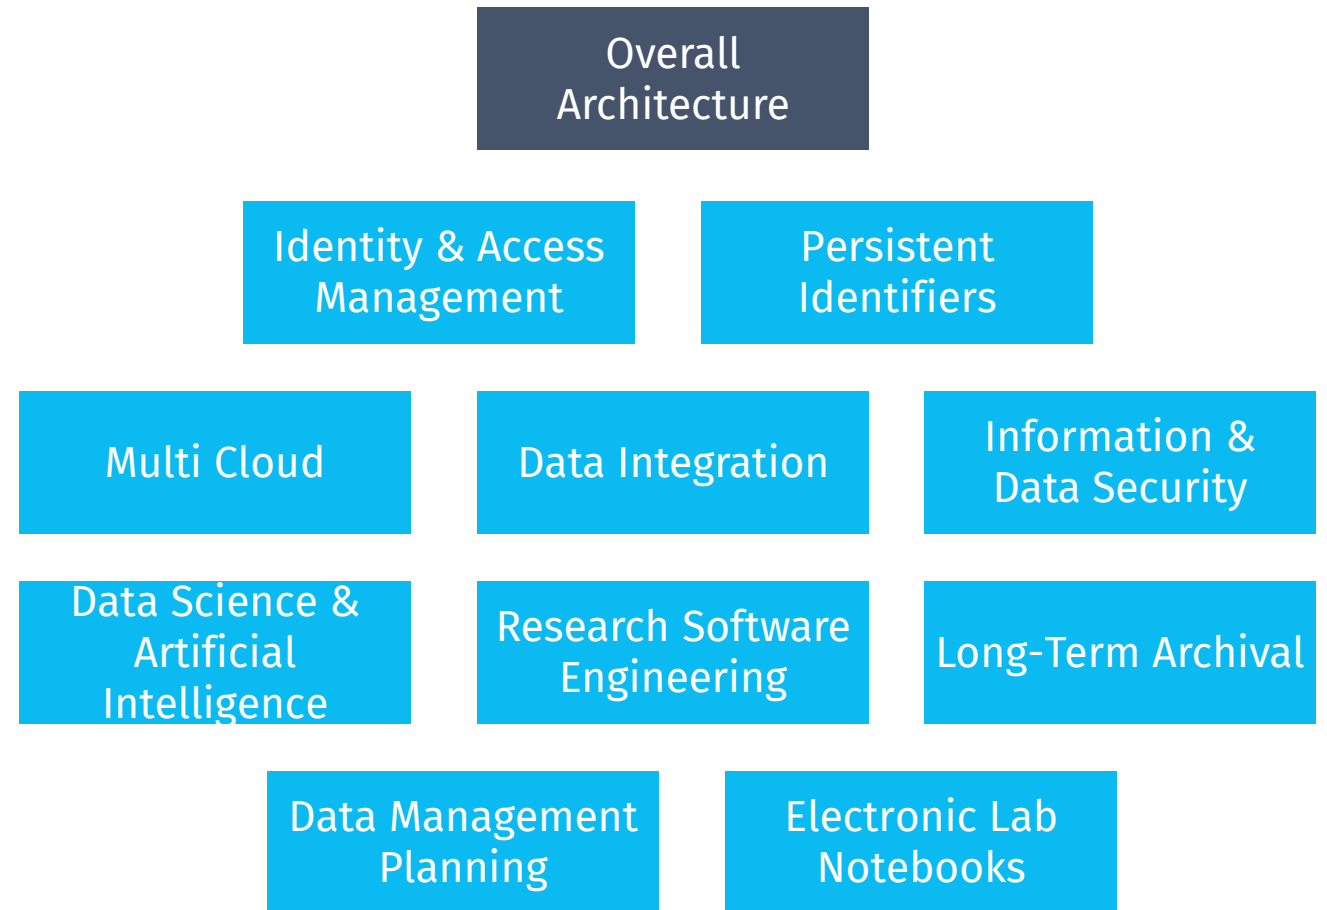 Overall
Architecture
Identity & Access
Management
Persistent
Identifiers
Multi Cloud
Data Integration
Information &
Data Security
Data Science &
Artificial
Intelligence
Research Software
Engineering
Long-Term Archival
Data Management
Planning
Electronic Lab
Notebooks